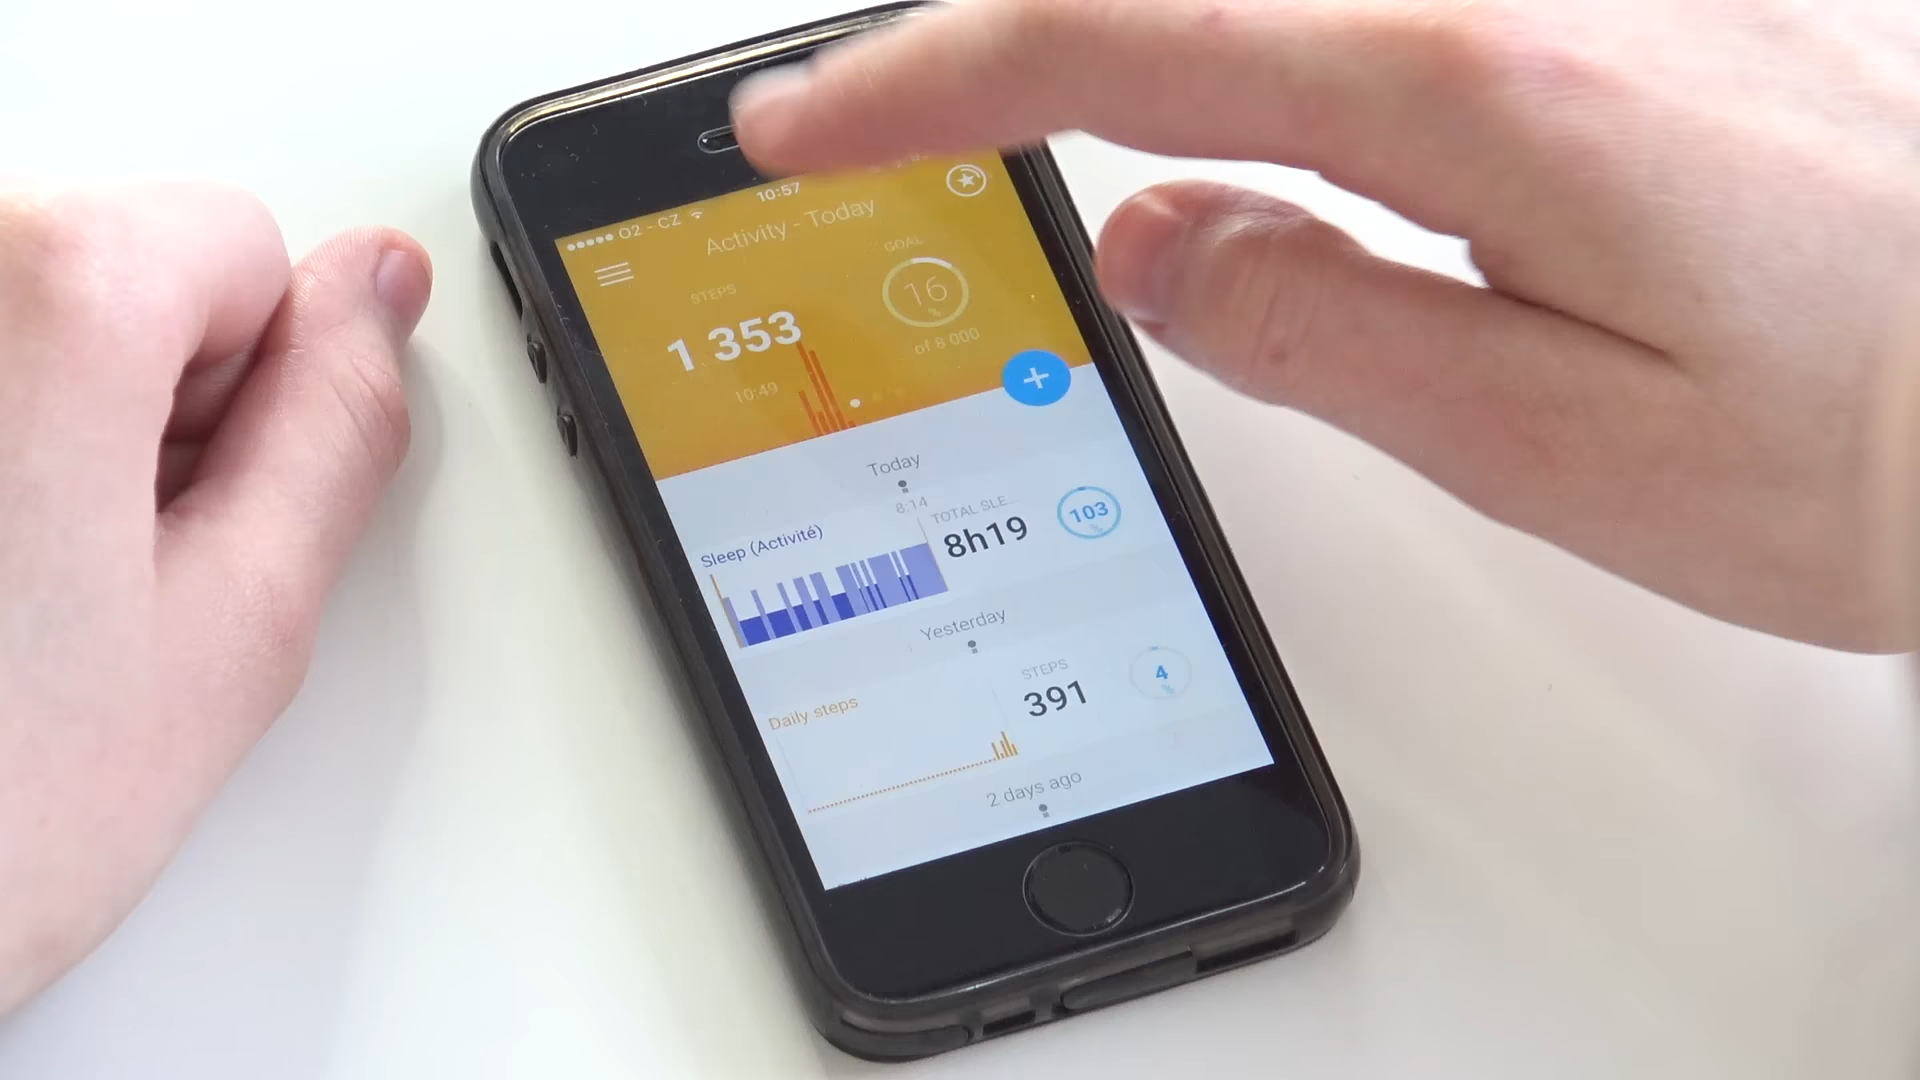 O2 - CZ 10:57
Activity - Today
STEPS
1 353
10:49
GOAL
16
%
of 8 000
+
Today
8:14
Sleep (Activité)
TOTAL SLE...
8h19
103
%
Yesterday
Daily steps
STEPS
391
4
%
2 days ago